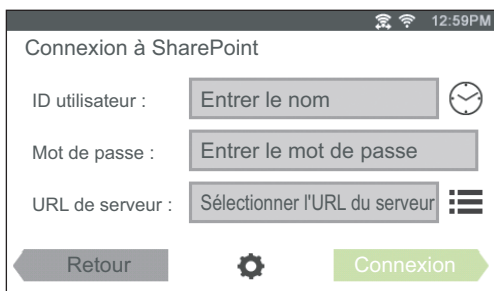 12:59PM
Connexion à SharePoint
ID utilisateur : Entrer le nom
Mot de passe : Entrer le mot de passe
URL de serveur : Sélectionner l'URL du serveur
Retour Connexion